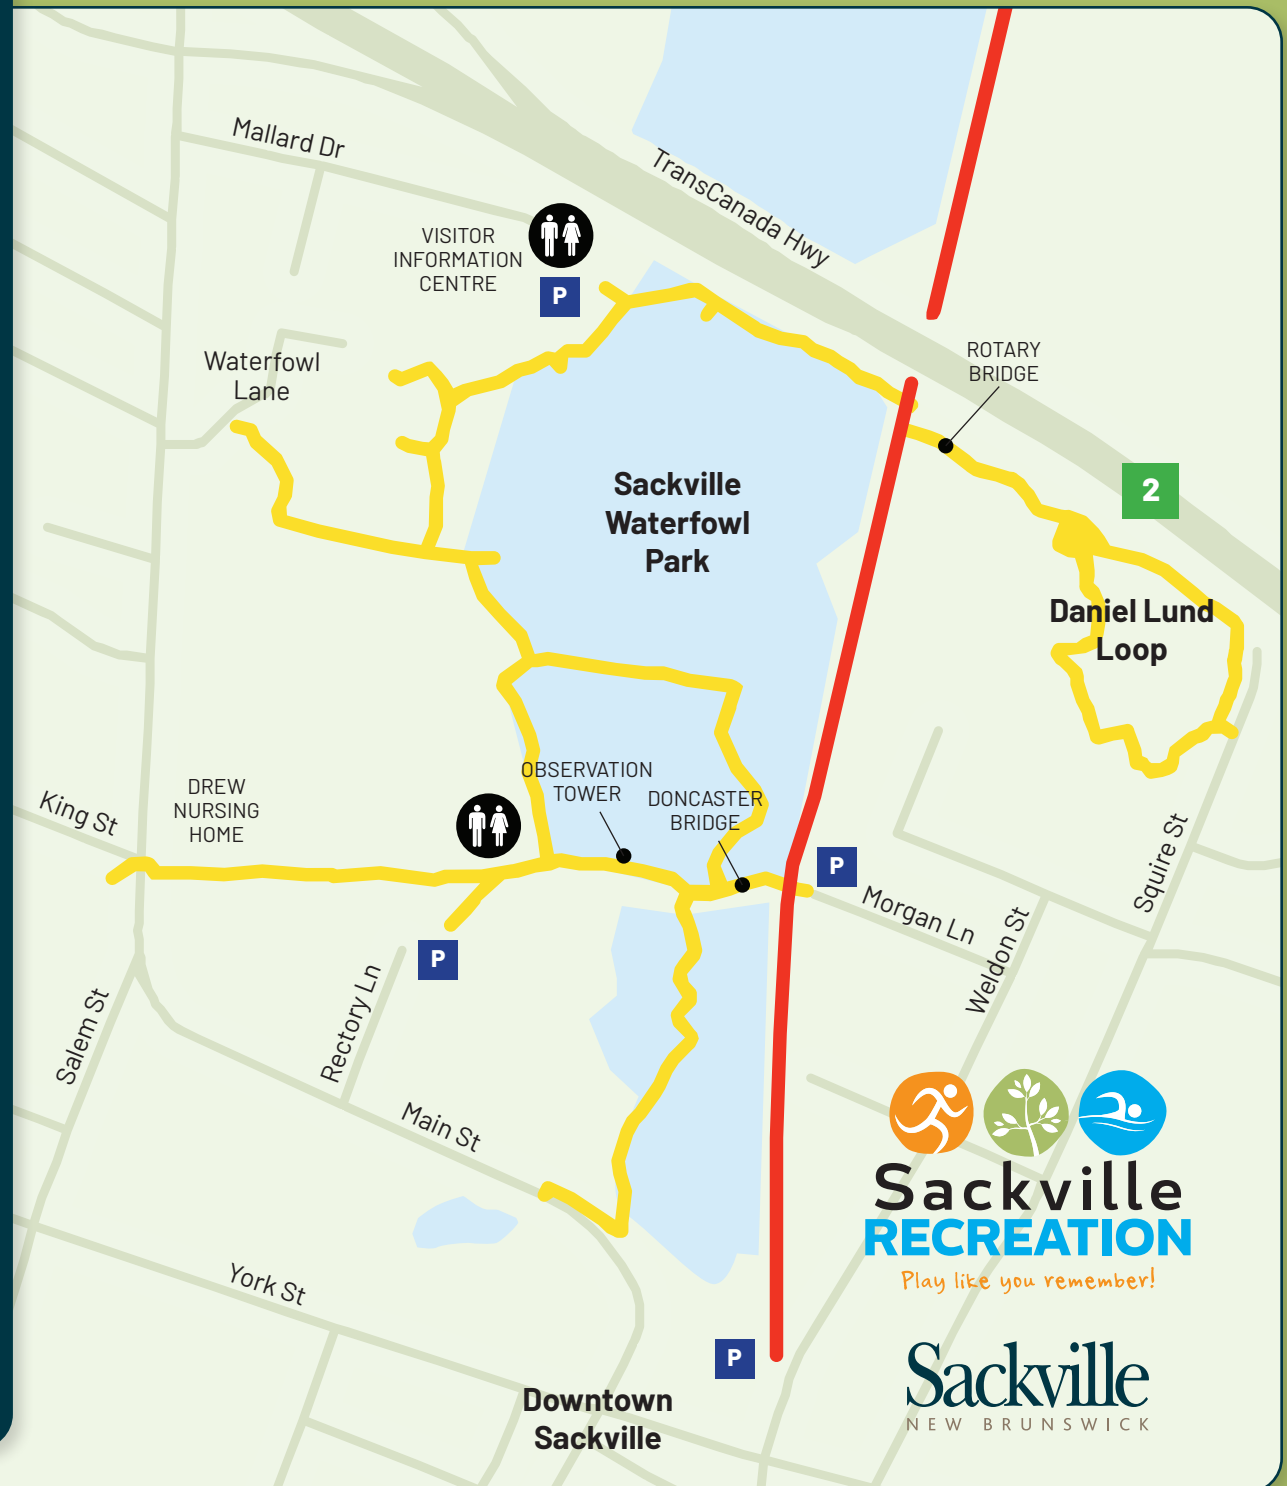 Mallard Dr
TransCanada Hwy
VISITOR
INFORMATION
CENTRE
P
ROTARY
BRIDGE
Waterfowl
Lane
Sackville
Waterfowl
Park
2
Daniel Lund
Loop
OBSERVATION
TOWER
DONCASTER
BRIDGE
DREW
NURSING
HOME
King St
P
Morgan Ln
Squire St
Weldon St
P
Rectory Ln
Salem St
Main St
York St
P
Downtown
Sackville
Sackville
RECREATION
Play like you remember!
Sackville
NEW BRUNSWICK